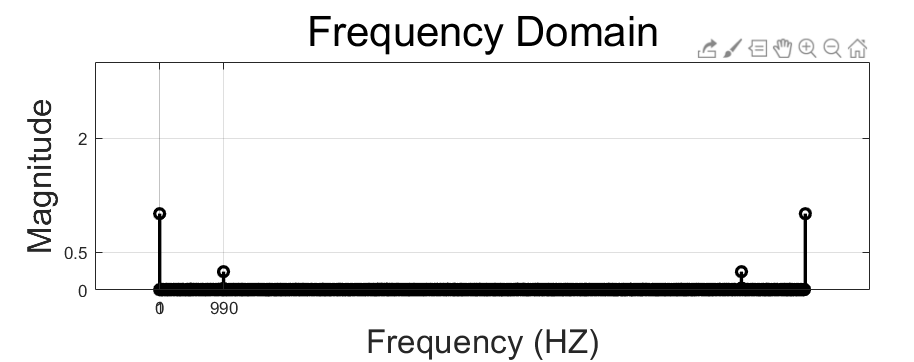 Frequency Domain
Magnitude
2
0.5
0
0
1
990
Frequency (HZ)